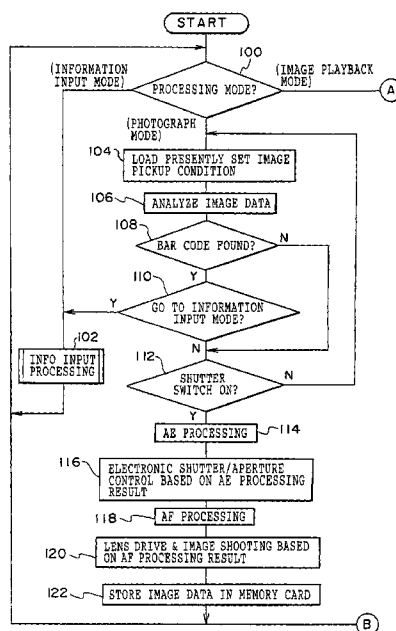 START
100
(INFORMATION
INPUT MODE)
PROCESSING MODE?
(IMAGE PLAYBACK
MODE)
A
(PHOTOGRAPH
MODE)
104
LOAD PRESENTLY SET IMAGE
PICKUP CONDITION
106
ANALYZE IMAGE DATA
108
BAR CODE FOUND?
N
Y
110
Y
GO TO INFORMATION
INPUT MODE?
N
102
INFO INPUT
PROCESSING
112
SHUTTER
SWITCH ON?
N
Y
AE PROCESSING
114
116
ELECTRONIC SHUTTER/APERTURE
CONTROL BASED ON AE PROCESSING
RESULT
118
AF PROCESSING
120
LENS DRIVE & IMAGE SHOOTING BASED
ON AF PROCESSING RESULT
122
STORE IMAGE DATA IN MEMORY CARD
B